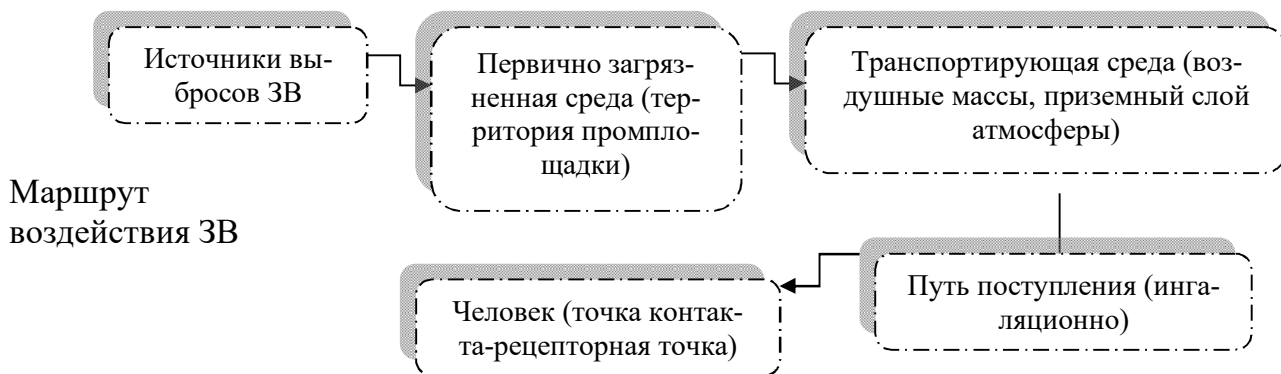 Источники вы-
бросов ЗВ
Первично загряз-
ненная среда (тер-
ритория промпло-
щадки)
Транспортирующая среда (воз-
душные массы, приземный слой
атмосферы)
Маршрут
воздействия ЗВ
Человек (точка контак-
та-рецепторная точка)
Путь поступления (инга-
ляционно)